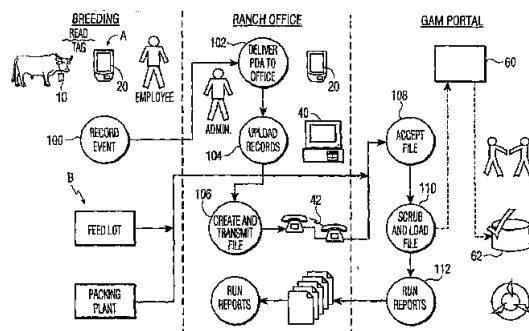 BREEDING
RANCH OFFICE
GAM PORTAL
READ
TAG
A
10
20
EMPLOYEE
100
RECORD
EVENT
B
FEED LOT
PACKING
PLANT
102
DELIVER
PDA TO
OFFICE
20
ADMIN.
40
UPLOAD
RECORDS
104
106
CREATE AND
TRANSMIT
FILE
42
RUN
REPORTS
60
108
ACCEPT
FILE
110
SCRUB
AND LOAD
FILE
62
112
RUN
REPORTS